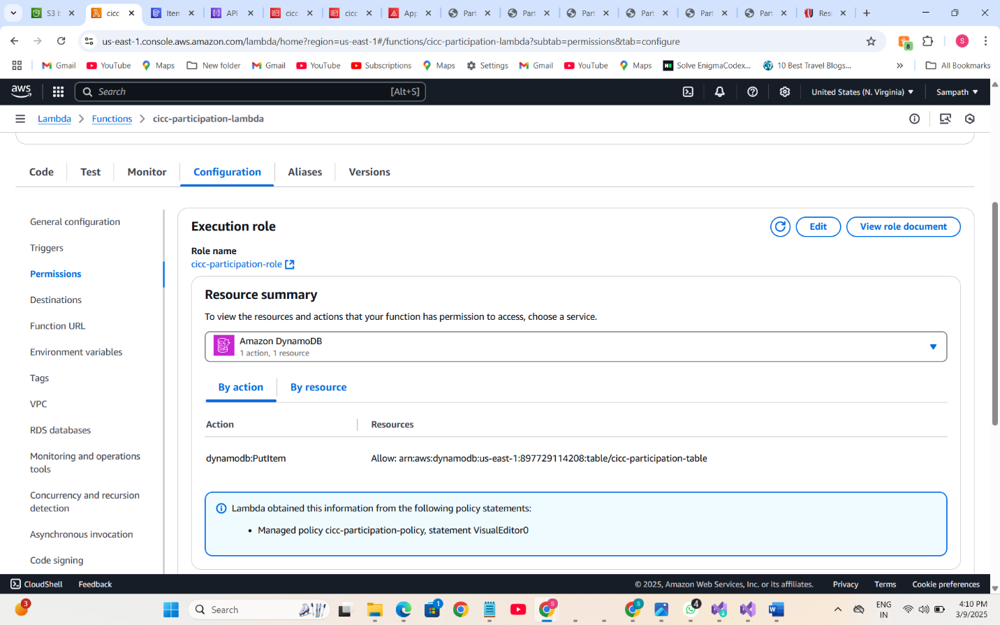 S3 b
cicc
Item
API
cicc
cicc
App
Part
Part
Part
Part
Part
Part
Res
us-east-1.console.aws.amazon.com/lambda/home?region=us-east-1#/functions/cicc-participation-lambda?subtab=permissions&tab=configure
8
S
Gmail
YouTube
Maps
New folder
Gmail
YouTube
Subscriptions
Maps
Settings
Gmail
YouTube
Maps
Solve EnigmaCodex...
10 Best Travel Blogs...
All Bookmarks
aws
Search
[Alt+S]
United States (N. Virginia)
Sampath
Lambda
Functions
cicc-participation-lambda
Code
Test
Monitor
Configuration
Aliases
Versions
General configuration
Triggers
Permissions
Destinations
Function URL
Environment variables
Tags
VPC
RDS databases
Monitoring and operations
tools
Concurrency and recursion
detection
Asynchronous invocation
Code signing
Execution role
Edit
View role document
Role name
cicc-participation-role
Resource summary
To view the resources and actions that your function has permission to access, choose a service.
Amazon DynamoDB
1 action, 1 resource
By action
By resource
Action
Resources
dynamodb:PutItem
Allow: arn:aws:dynamodb:us-east-1:897729114208:table/cicc-participation-table
Lambda obtained this information from the following policy statements:
• Managed policy cicc-participation-policy, statement VisualEditor0
CloudShell
Feedback
© 2025, Amazon Web Services, Inc. or its affiliates.
Privacy
Terms
Cookie preferences
3
Search
1
S
S
4
ENG
IN
4:10 PM
3/9/2025